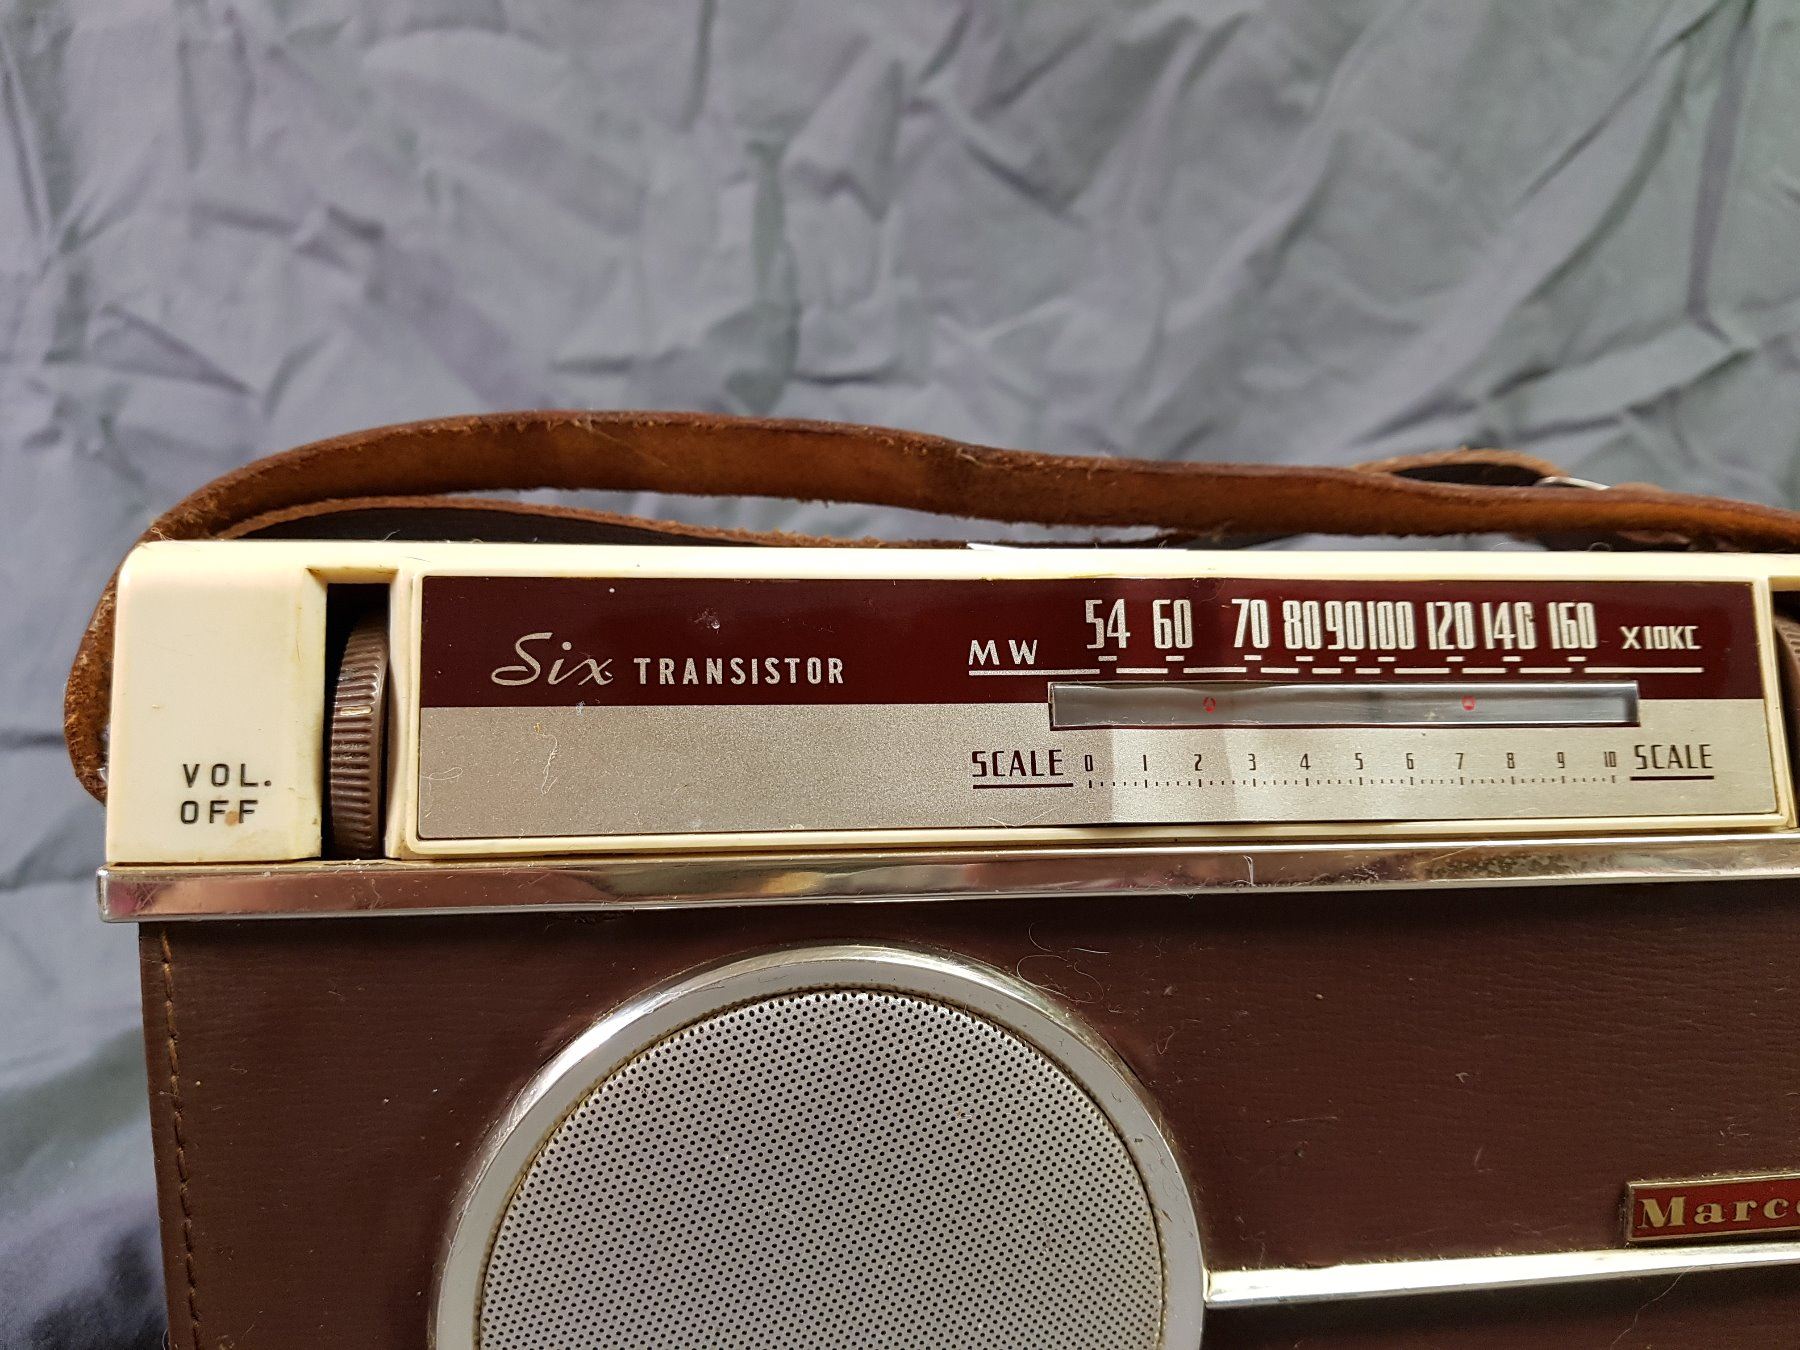 Six TRANSISTOR
MW 54 60 70 80 90 100 120 140 160 X10KC
SCALE 0 1 2 3 4 5 6 7 8 9 10 SCALE
VOL.
OFF